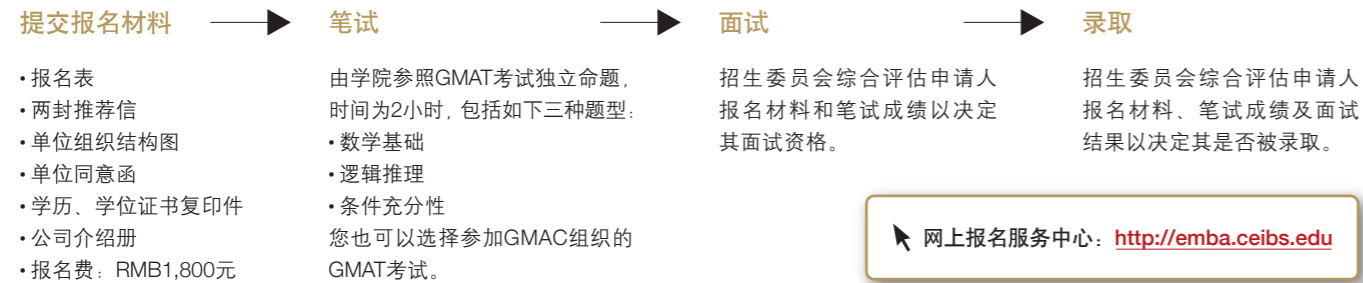 提交报名材料
• 报名表
• 两封推荐信
• 单位组织结构图
• 单位同意函
• 学历、学位证书复印件
• 公司介绍册
• 报名费：RMB1,800元
笔试
由学院参照GMAT考试独立命题，
时间为2小时，包括如下三种题型：
• 数学基础
• 逻辑推理
• 条件充分性
您也可以选择参加GMAC组织的
GMAT考试。
面试
招生委员会综合评估申请人
报名材料和笔试成绩以决定
其面试资格。
录取
招生委员会综合评估申请人
报名材料、笔试成绩及面试
结果以决定其是否被录取。
网上报名服务中心：http://emba.ceibs.edu